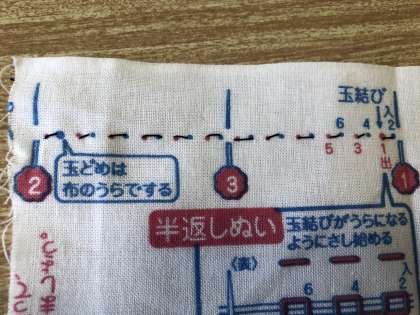 玉結び
入
6 4 2
5 3 1
出
玉どめは
布のうらでする
2
3
1
半返しぬい
玉結びがうらになる
ようにさし始める
(表)
入
6 4 2